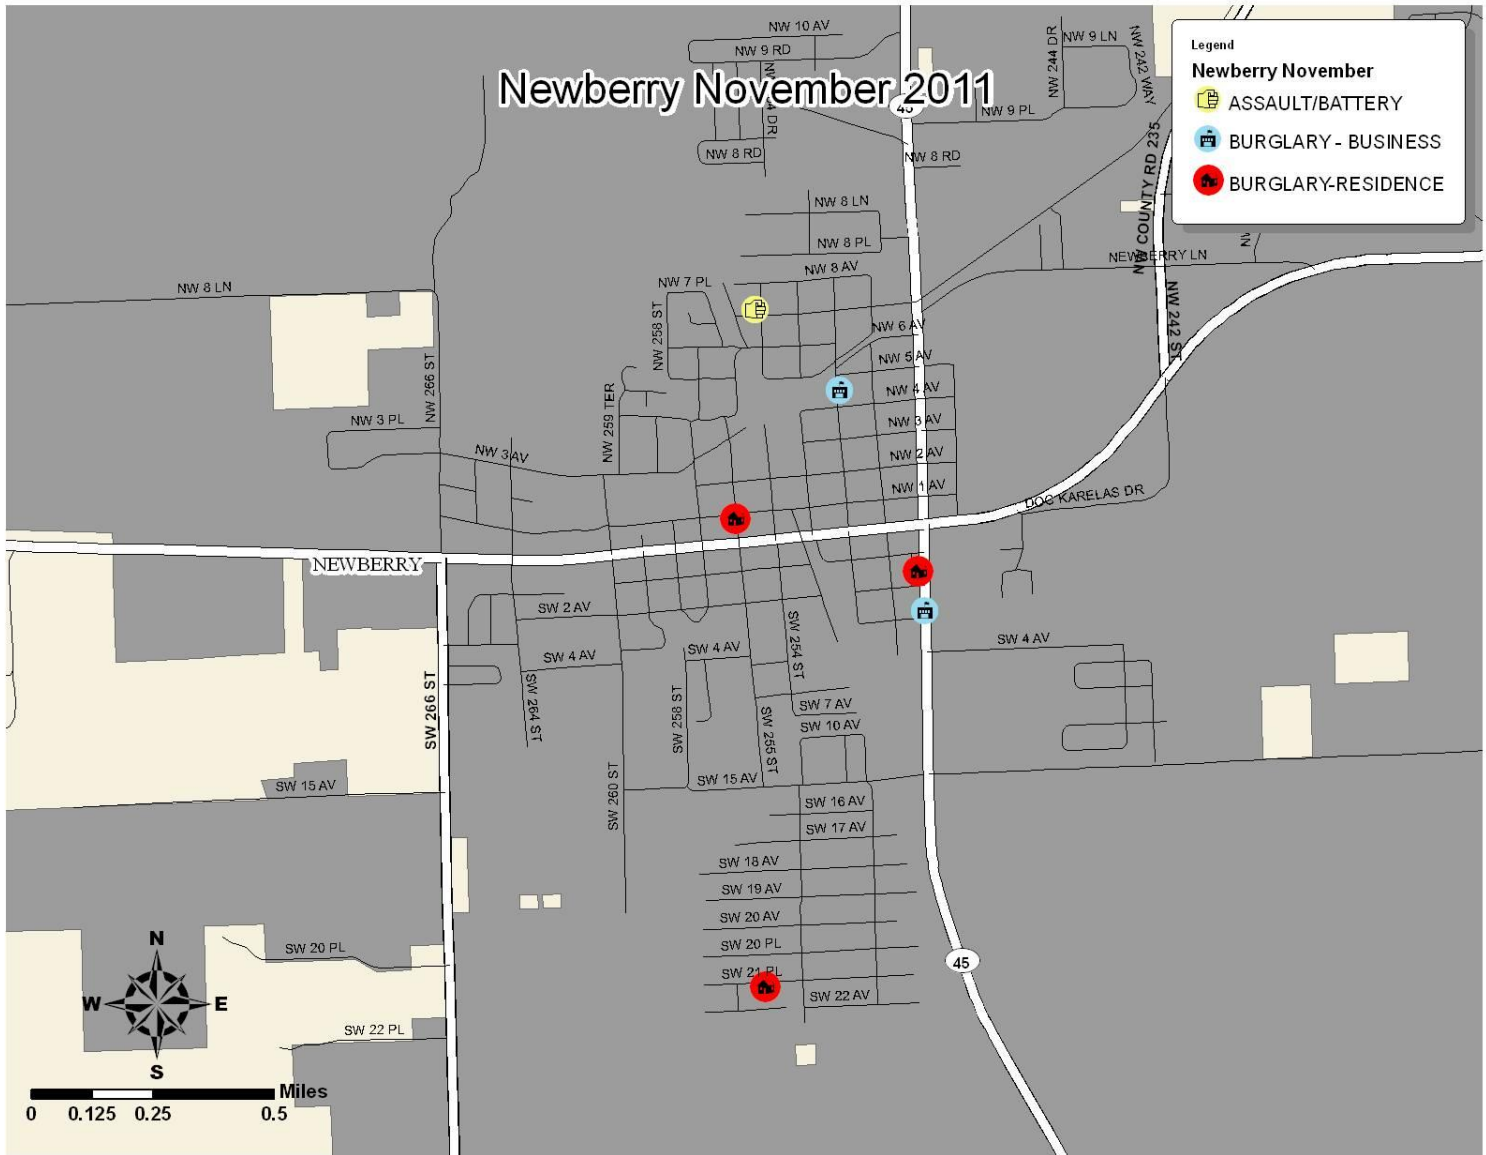 Newberry November 2011
Legend
Newberry November
ASSAULT/BATTERY
BURGLARY - BUSINESS
BURGLARY-RESIDENCE
NW 10 AV
NW 9 RD
NW 8 RD
45
NW 9 LN
NW 244 DR
NW 242 WAY
NW 9 PL
NW 8 RD
NW COUNTY RD 235
NW 8 LN
NW 8 PL
NW 8 AV
NEWBERRY LN
NW 8 LN
NW 7 PL
NW 258 ST
NW 242 ST
NW 6 AV
NW 5 AV
NW 4 AV
NW 3 AV
NW 2 AV
NW 1 AV
NW 266 ST
NW 259 TER
NW 3 PL
NW 3 AV
DOC KARELAS DR
NEWBERRY
SW 2 AV
SW 4 AV
SW 4 AV
SW 4 AV
SW 254 ST
SW 266 ST
SW 264 ST
SW 258 ST
SW 255 ST
SW 7 AV
SW 10 AV
SW 15 AV
SW 15 AV
SW 260 ST
SW 16 AV
SW 17 AV
SW 18 AV
SW 19 AV
SW 20 AV
SW 20 PL
SW 21 PL
SW 22 AV
45
SW 20 PL
SW 22 PL
N
W
E
S
Miles
0 0.125 0.25 0.5